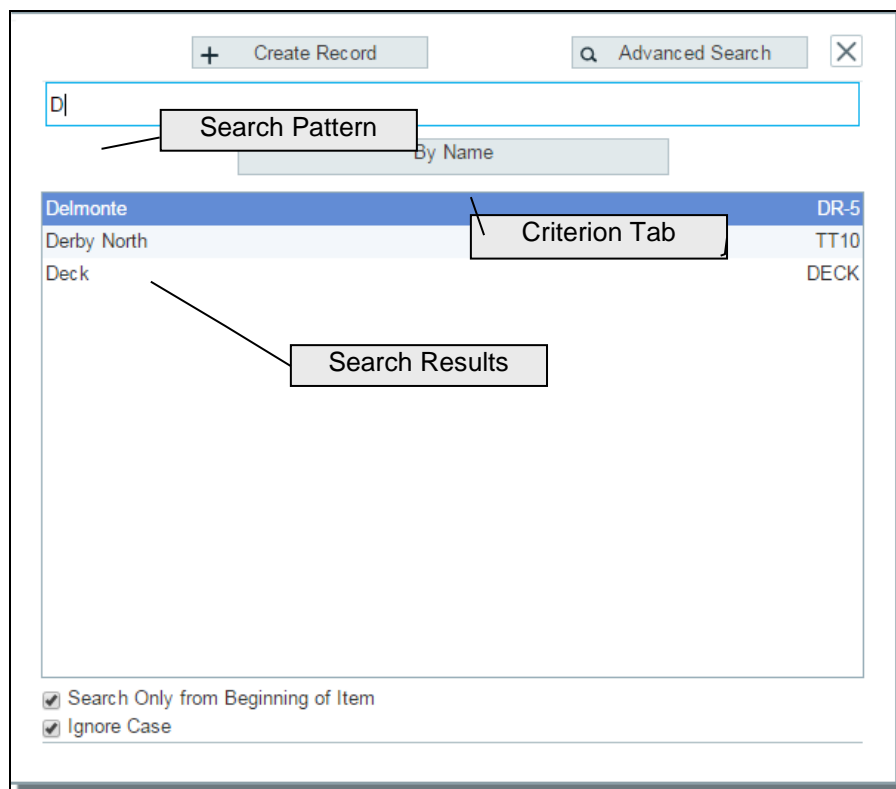 + Create Record Advanced Search
D
Search Pattern
By Name
Delmonte DR-5
Criterion Tab
Derby North TT10
Deck DECK
Search Results
Search Only from Beginning of Item
Ignore Case